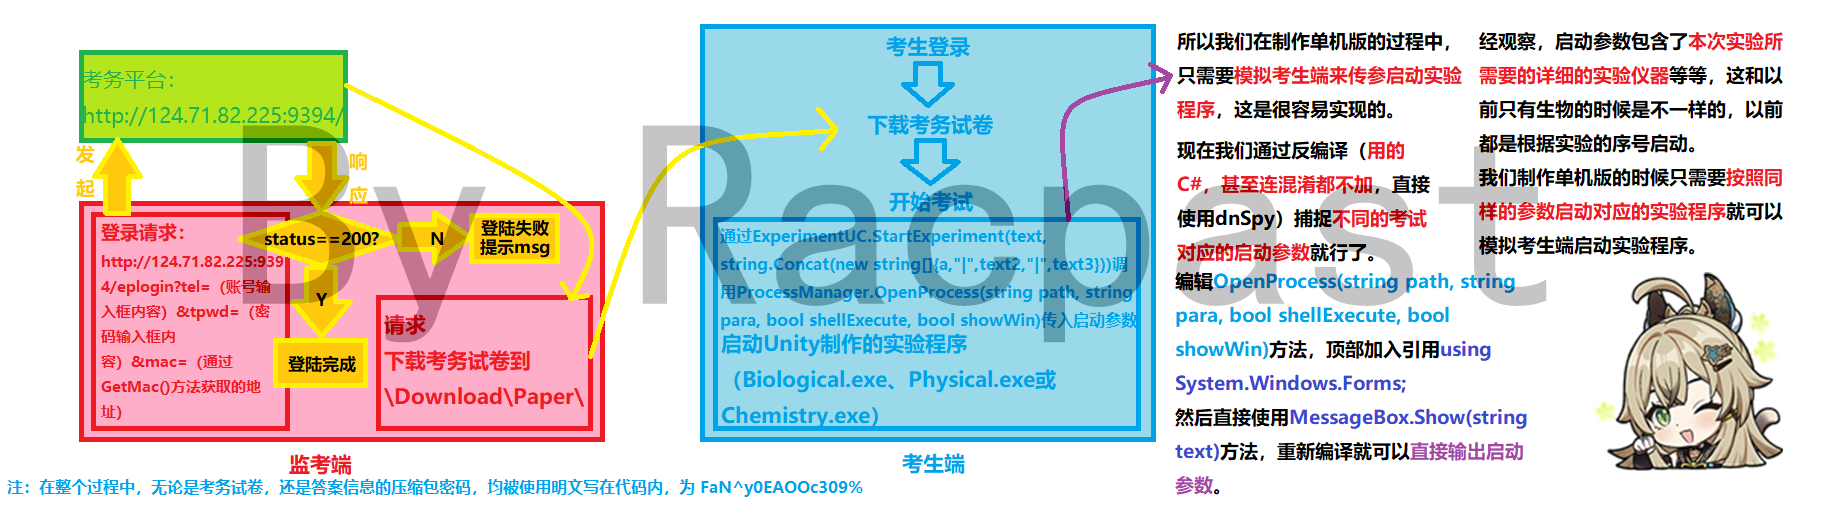 考务平台：
http://124.71.82.225:9394/
发起
响应
登录请求：
http://124.71.82.225:939
4/eplogin?tel=（账号输
入框内容）&tpwd=（密
码输入框内
容）&mac=（通过
GetMac()方法获取的地
址）
status==200?
N
登陆失败
提示msg
Y
登陆完成
请求
下载考务试卷到
\Download\Paper\
监考端
考生登录
下载考务试卷
开始考试
通过ExperimentUC.StartExperiment(text,
string.Concat(new string[]{a,"|",text2,"|",text3}))调
用ProcessManager.OpenProcess(string path, string
para, bool shellExecute, bool showWin)传入启动参数
启动Unity制作的实验程序
（Biological.exe、Physical.exe或
Chemistry.exe）
考生端
注：在整个过程中，无论是考务试卷，还是答案信息的压缩包密码，均被使用明文写在代码内，为 FaN^y0EAOOc309%
所以我们在制作单机版的过程中，
只需要模拟考生端来传参启动实验
程序，这是很容易实现的。
现在我们通过反编译（用的
C#，甚至连混淆都不加，直接
使用dnSpy）捕捉不同的考试
对应的启动参数就行了。
编辑OpenProcess(string path, string
para, bool shellExecute, bool
showWin)方法，顶部加入引用using
System.Windows.Forms;
然后直接使用MessageBox.Show(string
text)方法，重新编译就可以直接输出启动
参数。
经观察，启动参数包含了本次实验所
需要的详细的实验仪器等等，这和以
前只有生物的时候是不一样的，以前
都是根据实验的序号启动。
我们制作单机版的时候只需要按照同
样的参数启动对应的实验程序就可以
模拟考生端启动实验程序。
By Racpast